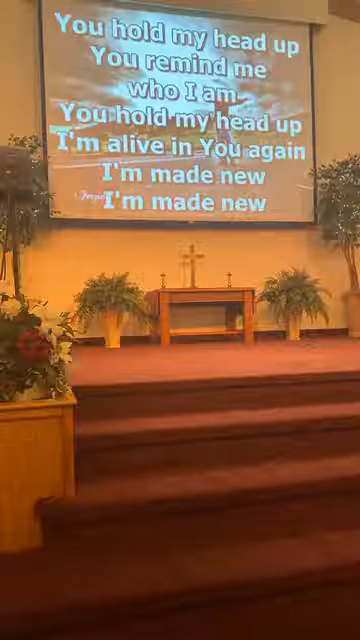 You hold my head up
You remind me
who I am
You hold my head up
I'm alive in You again
I'm made new
I'm made new